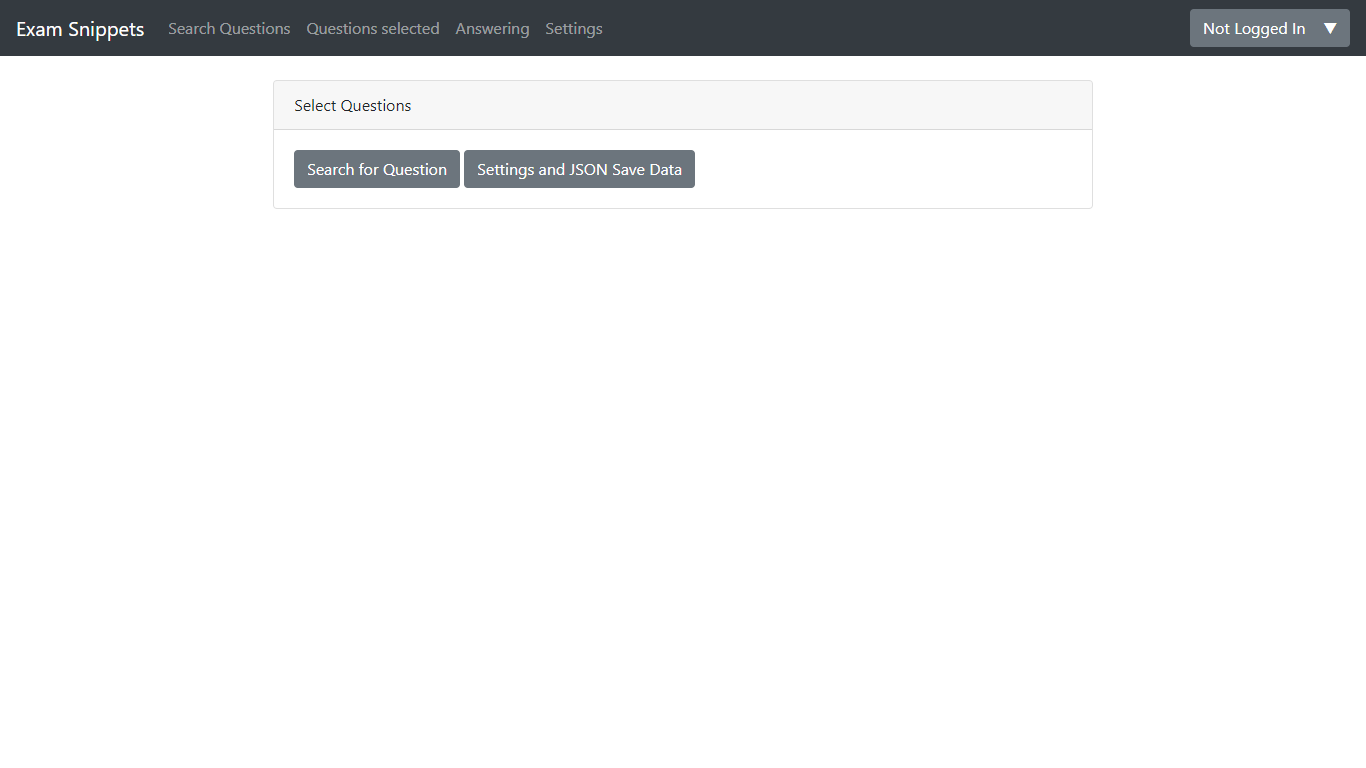 Exam Snippets Search Questions Questions selected Answering Settings Not Logged In ▼
Select Questions
Search for Question Settings and JSON Save Data